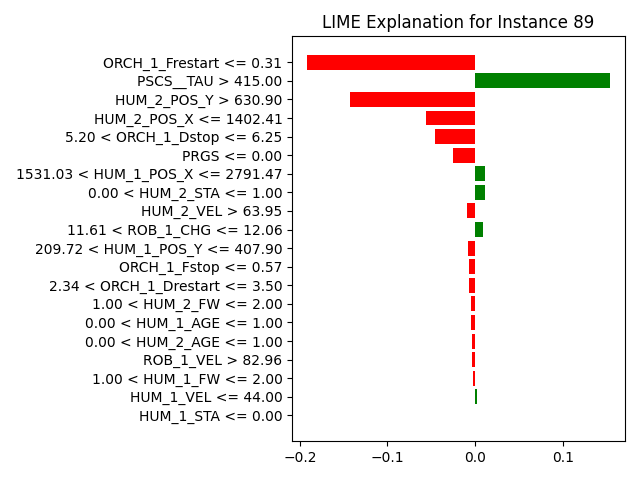 LIME Explanation for Instance 89
ORCH_1_Frestart <= 0.31
PSCS__TAU > 415.00
HUM_2_POS_Y > 630.90
HUM_2_POS_X <= 1402.41
5.20 < ORCH_1_Dstop <= 6.25
PRGS <= 0.00
1531.03 < HUM_1_POS_X <= 2791.47
0.00 < HUM_2_STA <= 1.00
HUM_2_VEL > 63.95
11.61 < ROB_1_CHG <= 12.06
209.72 < HUM_1_POS_Y <= 407.90
ORCH_1_Fstop <= 0.57
2.34 < ORCH_1_Drestart <= 3.50
1.00 < HUM_2_FW <= 2.00
0.00 < HUM_1_AGE <= 1.00
0.00 < HUM_2_AGE <= 1.00
ROB_1_VEL > 82.96
1.00 < HUM_1_FW <= 2.00
HUM_1_VEL <= 44.00
HUM_1_STA <= 0.00
−0.2 −0.1 0.0 0.1